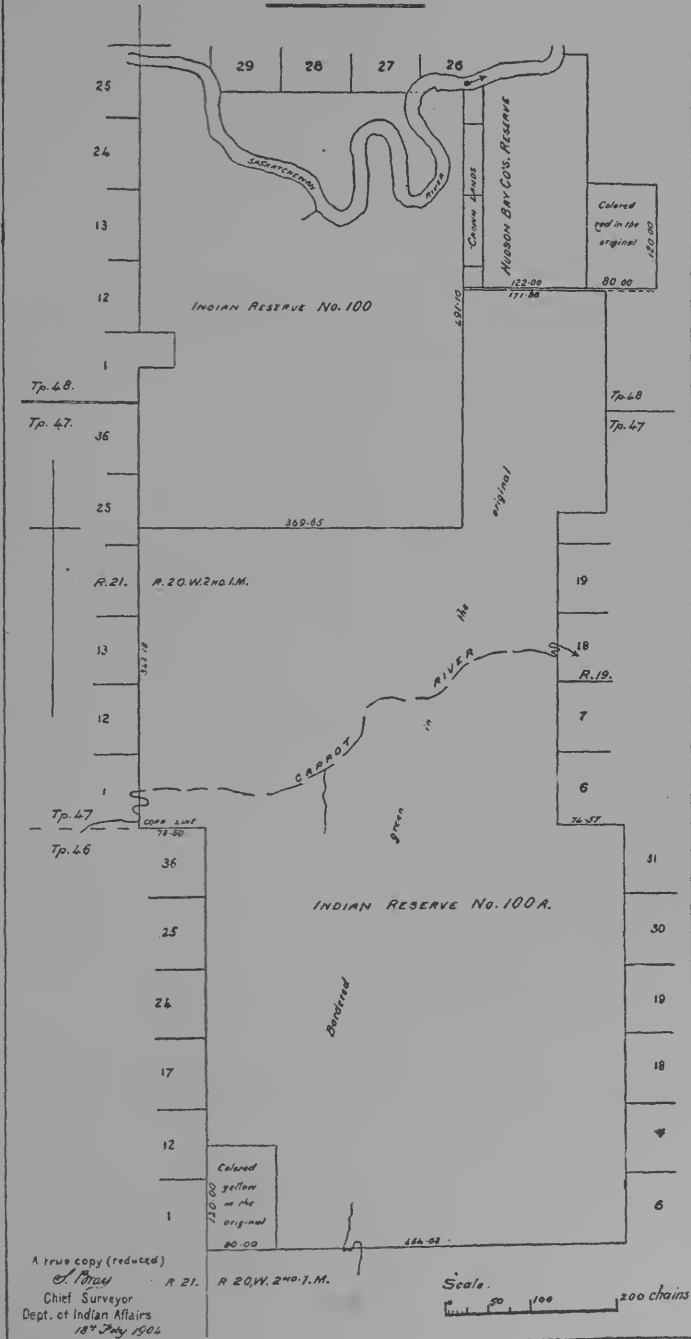 29 28 27 26
25
24
13
12
1
SASKATCHEWAN
RIVER
CROWN LANDS
HUDSON BAY CO'S. RESERVE
Colored
red in the
original
120.00
80.00
122.00
171.88
INDIAN RESERVE No. 100
491.10
Tp. 48.
Tp. 47.
Tp. 48
Tp. 47
36
25
369.65
R. 21. R. 20. W. 2ND. I. M.
13
12
1
19
18
R. 19.
7
6
CARROT RIVER
Tp. 47
Tp. 46
CORR. LINE
78.50
74.57
Bordered green in the original
INDIAN RESERVE No. 100 A.
36
25
24
17
12
1
31
30
19
18
6
Colored
yellow
in the
original
120.00
80.00
A true copy (reduced)
Chief Surveyor
Dept. of Indian Affairs
R 21. R 20, W. 2ND. I. M.
Scale.
50 100 200 chains